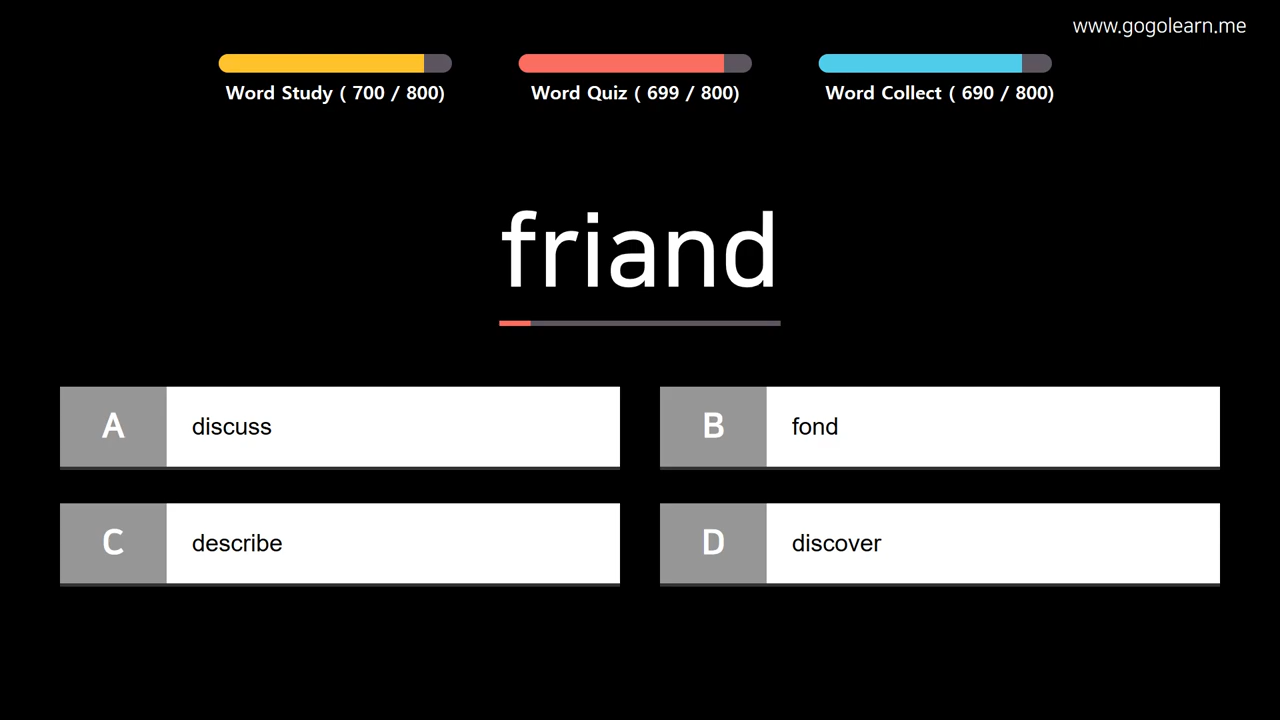 www.gogolearn.me
Word Study ( 700 / 800)
Word Quiz ( 699 / 800)
Word Collect ( 690 / 800)
friand
A discuss
B fond
C describe
D discover